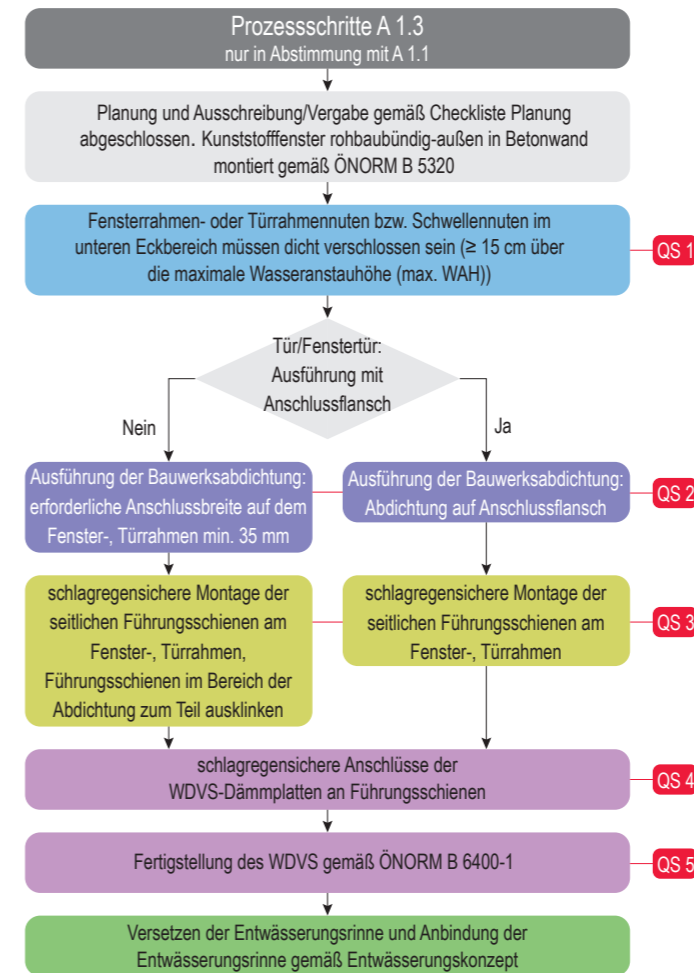 Prozessschritte A 1.3
nur in Abstimmung mit A 1.1
Planung und Ausschreibung/Vergabe gemäß Checkliste Planung
abgeschlossen. Kunststofffenster rohbaubündig-außen in Betonwand
montiert gemäß ÖNORM B 5320
Fensterrahmen- oder Türrahmennuten bzw. Schwellennuten im
unteren Eckbereich müssen dicht verschlossen sein (≥ 15 cm über
die maximale Wasseranstauhöhe (max. WAH))
QS 1
Tür/Fenstertür:
Ausführung mit
Anschlussflansch
Nein
Ja
Ausführung der Bauwerksabdichtung:
erforderliche Anschlussbreite auf dem
Fenster-, Türrahmen min. 35 mm
Ausführung der Bauwerksabdichtung:
Abdichtung auf Anschlussflansch
QS 2
schlagregensichere Montage der
seitlichen Führungsschienen am
Fenster-, Türrahmen,
Führungsschienen im Bereich der
Abdichtung zum Teil ausklinken
schlagregensichere Montage der
seitlichen Führungsschienen am
Fenster-, Türrahmen
QS 3
schlagregensichere Anschlüsse der
WDVS-Dämmplatten an Führungsschienen
QS 4
Fertigstellung des WDVS gemäß ÖNORM B 6400-1
QS 5
Versetzen der Entwässerungsrinne und Anbindung der
Entwässerungsrinne gemäß Entwässerungskonzept